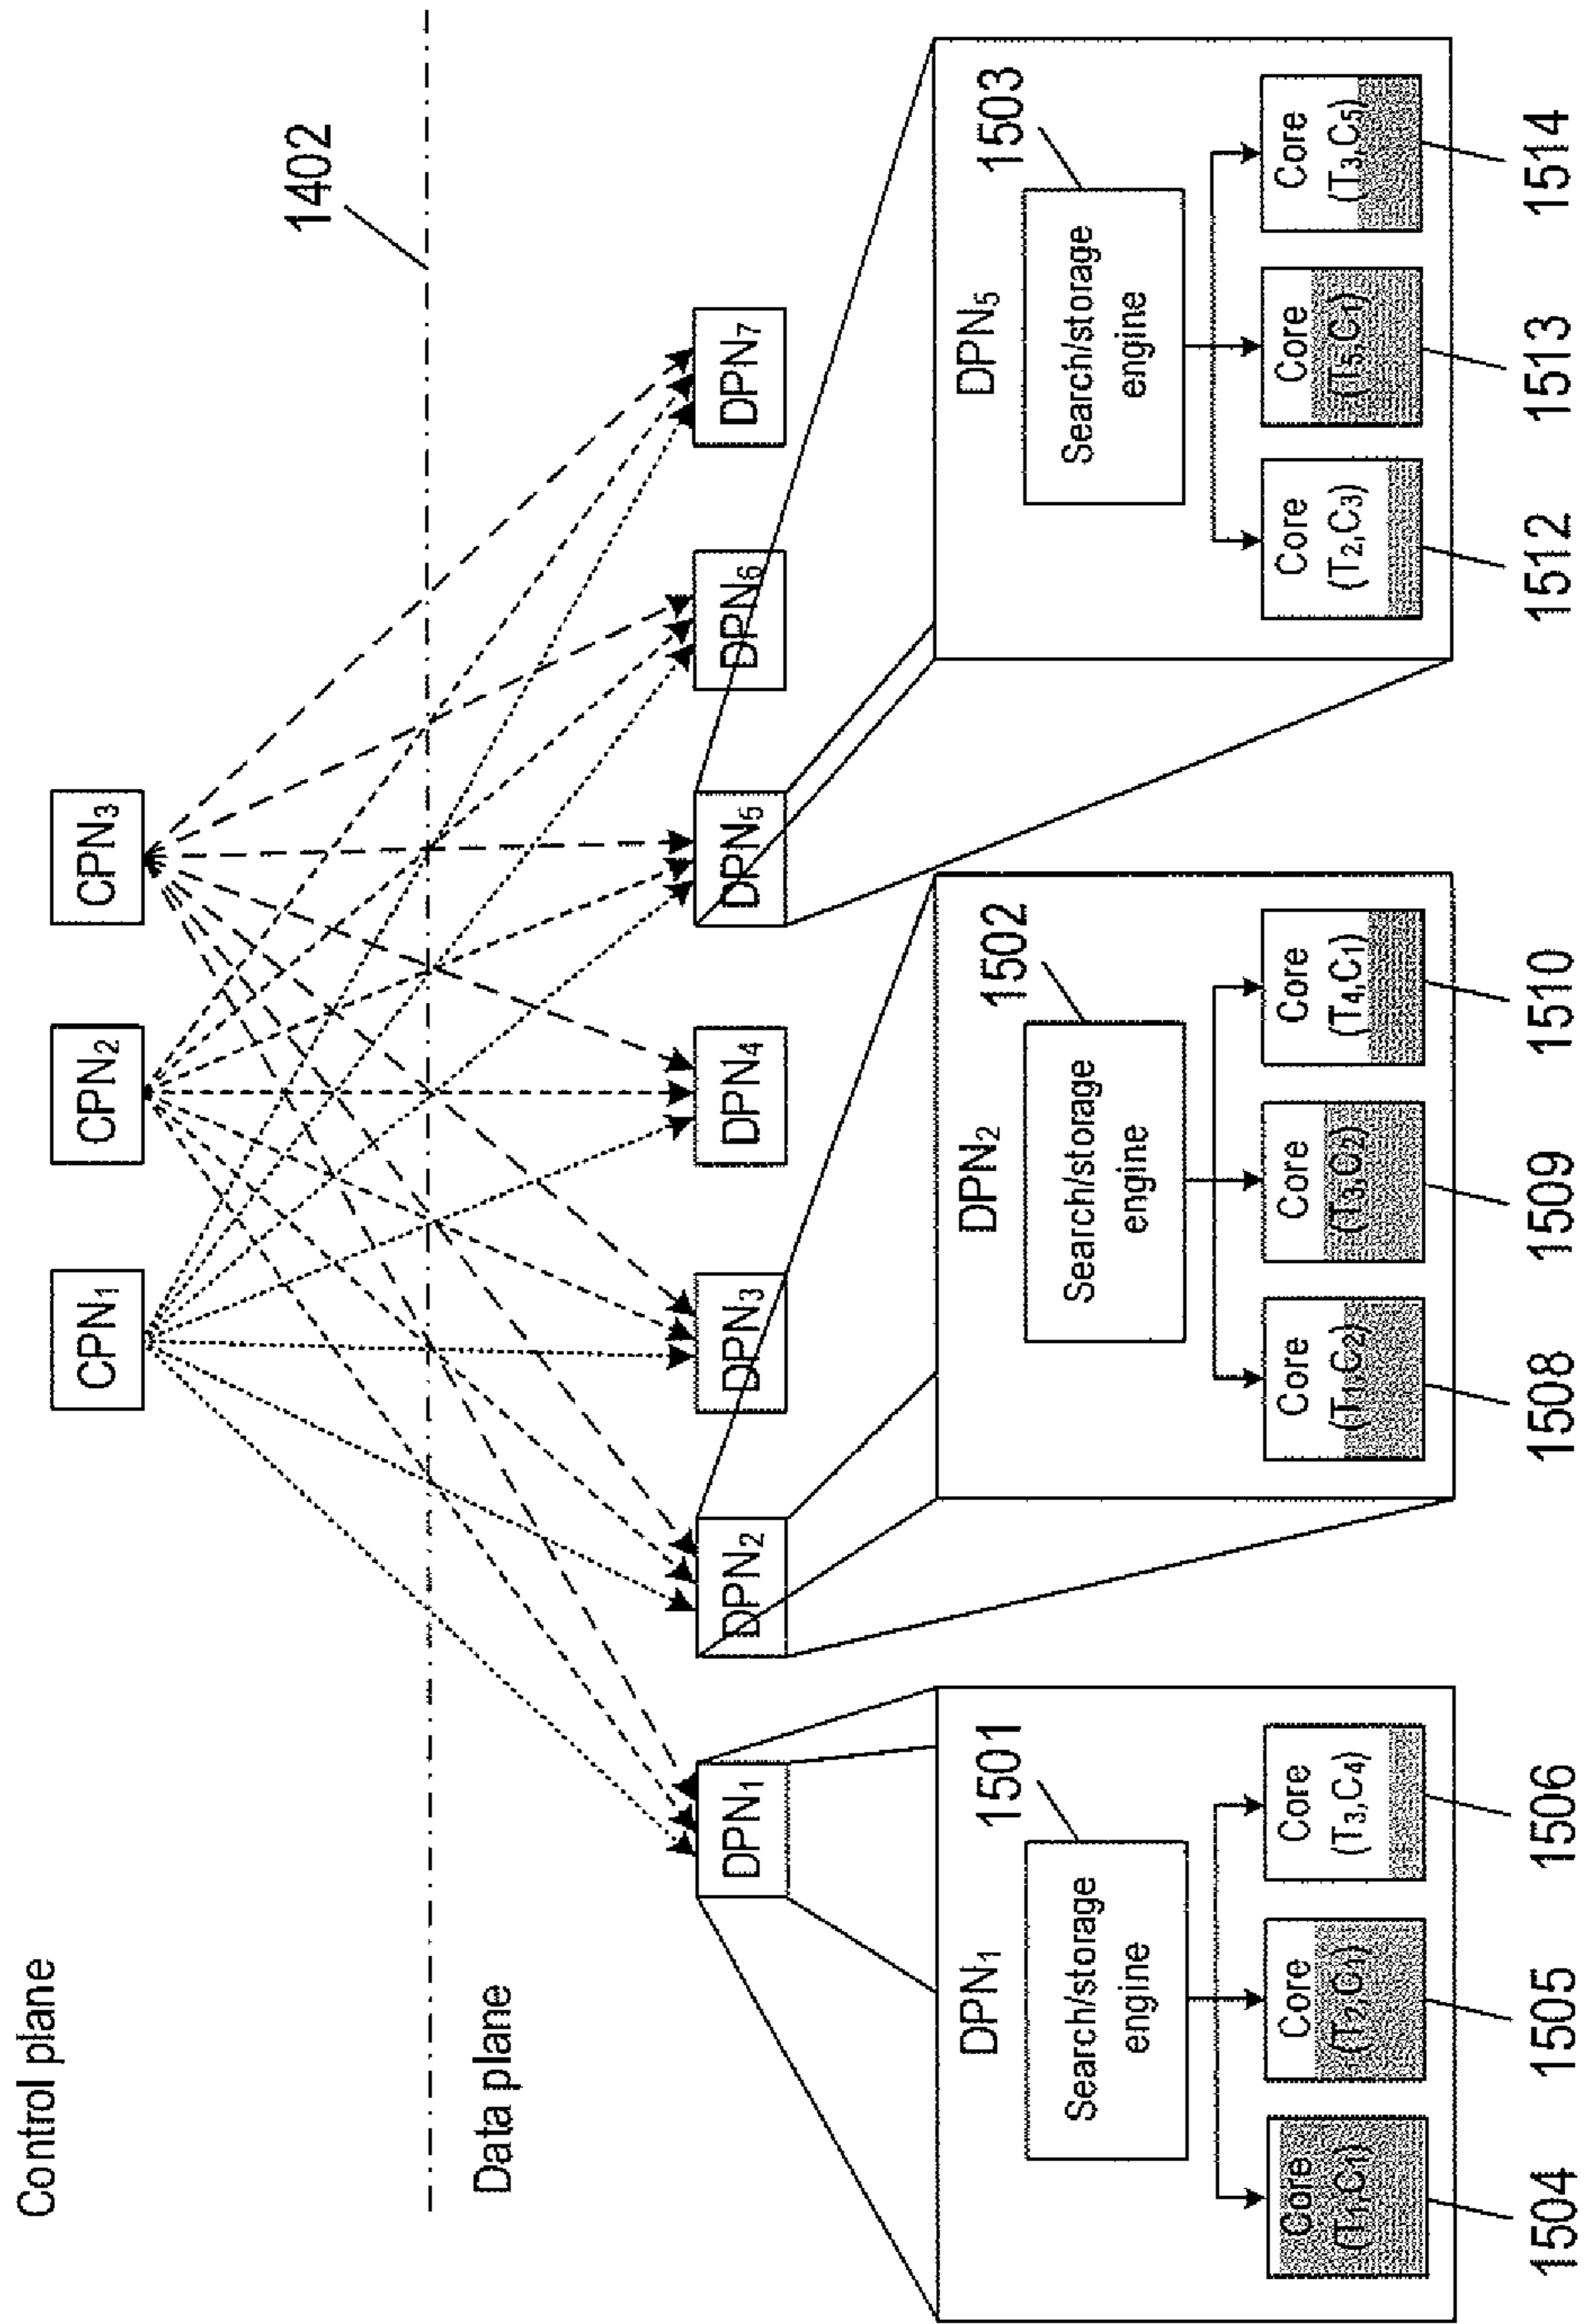 Control plane
CPN1
CPN2
CPN3
1402
Data plane
DPN1
DPN2
DPN3
DPN4
DPN5
DPN6
DPN7
DPN1
1501
Search/storage
engine
Core
(T1,C1)
Core
(T2,C1)
Core
(T3,C4)
1504
1505
1506
DPN2
1502
Search/storage
engine
Core
(T1,C2)
Core
(T3,C2)
Core
(T4,C1)
1508
1509
1510
DPN5
1503
Search/storage
engine
Core
(T2,C3)
Core
(T5,C1)
Core
(T3,C5)
1512
1513
1514